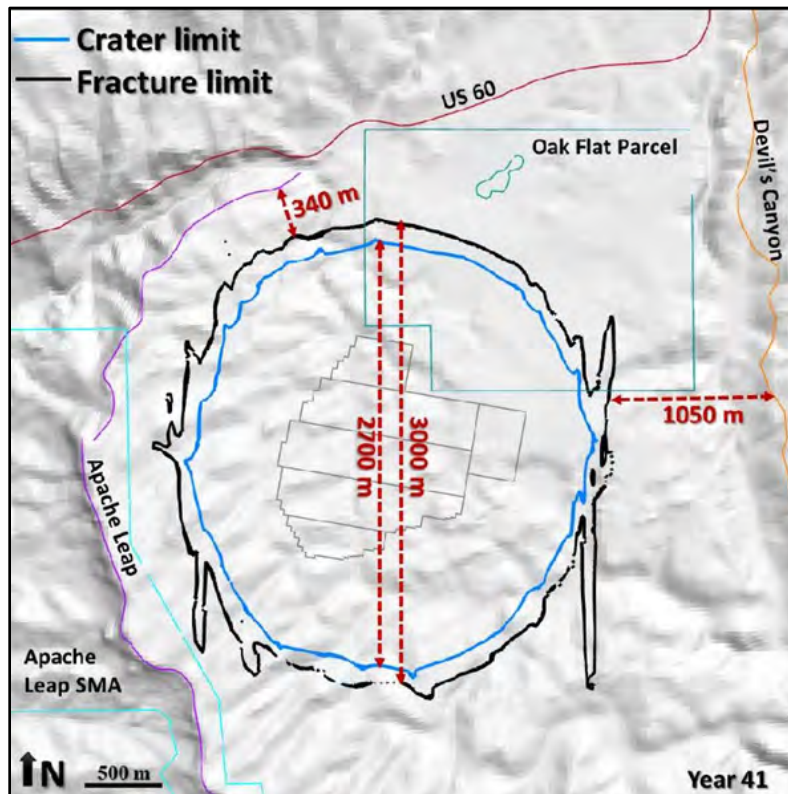 Crater limit
Fracture limit
US 60
Oak Flat Parcel
Devil's Canyon
340 m
2700 m
3000 m
1050 m
Apache Leap
Apache
Leap SMA
N
500 m
Year 41